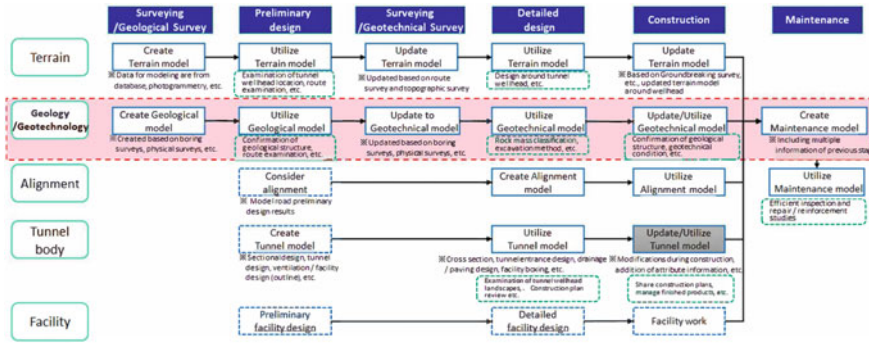 Surveying
/Geological Survey
Preliminary
design
Surveying
/Geotechnical Survey
Detailed
design
Construction
Maintenance
Terrain
Create
Terrain model
※Data for modeling are from
database, photogrammetry, etc.
Utilize
Terrain model
Examination of tunnel
wellhead location, route
examination, etc.
Update
Terrain model
※Updated based on route
survey and topographic survey
Utilize
Terrain model
Design around tunnel
wellhead, etc.
Update
Terrain model
※Based on Groundbreaking survey,
etc., updated terrain model
around wellhead
Geology
/Geotechnology
Create Geological
model
※Created based on boring
surveys, physical surveys, etc.
Utilize
Geological model
Confirmation of
geological structure,
route examination, etc.
Update to
Geotechnical model
※Updated based on boring
surveys, physical surveys, etc.
Utilize
Geotechnical model
Rock mass classification,
excavation method, etc.
Update/Utilize
Geotechnical model
Confirmation of geological
structure, geotechnical
condition, etc.
Create
Maintenance model
※Including multiple
information of previous stag
Alignment
Consider
alignment
※Model road preliminary
design results
Create Alignment
model
Utilize
Alignment model
Utilize
Maintenance model
Efficient inspection and
repair / reinforcement
studies
Tunnel
body
Create
Tunnel model
※Sectional design, tunnel
design, ventilation / facility
design (outline), etc.
Utilize
Tunnel model
※Cross section, tunnel entrance design, drainage
/ paving design, facility boxing, etc.
Examination of tunnel wellhead
landscapes, . Construction plan
review etc.
Update/Utilize
Tunnel model
※Modifications during construction,
addition of attribute information, etc.
Share construction plans,
manage finished products, etc.
Facility
Preliminary
facility design
Detailed
facility design
Facility work